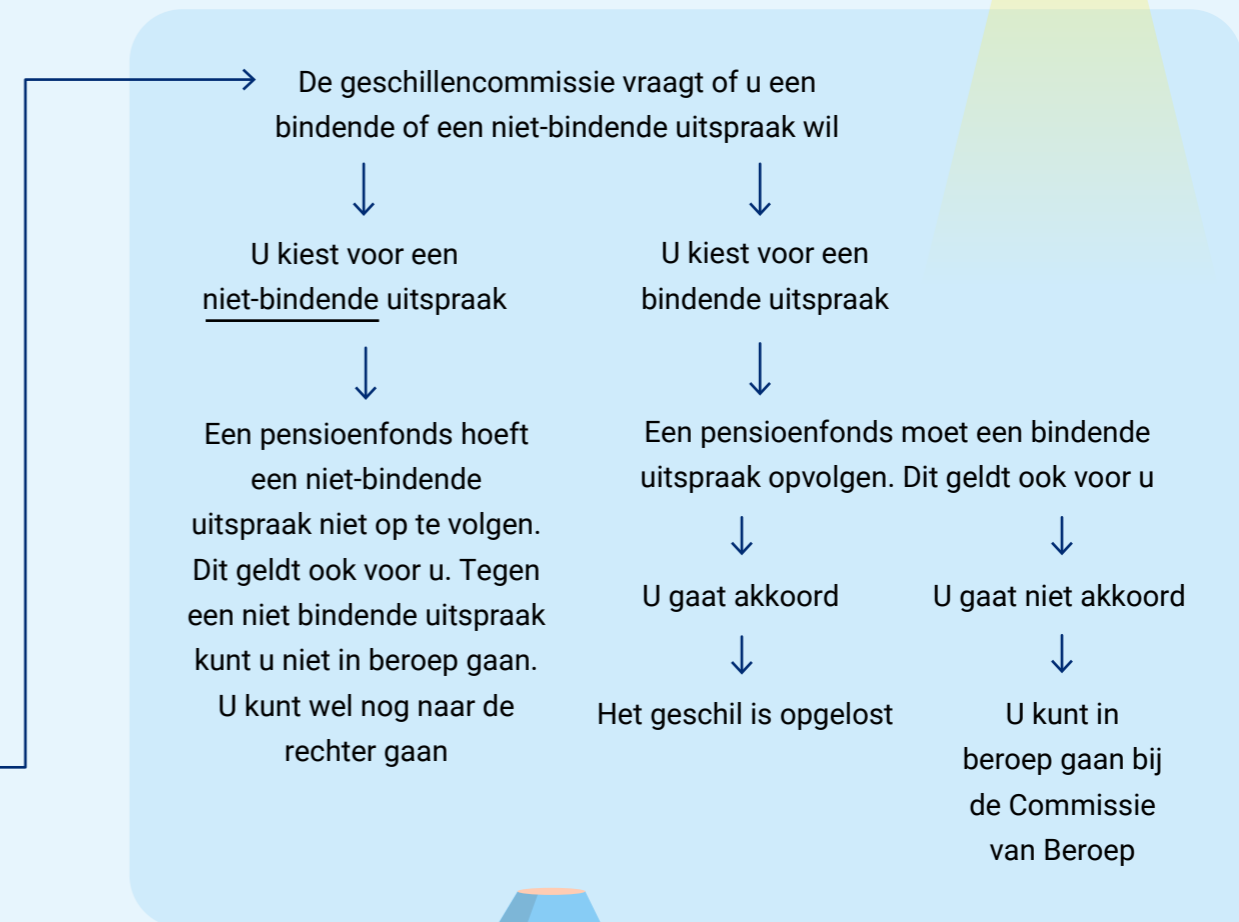 De geschillencommissie vraagt of u een
bindende of een niet-bindende uitspraak wil
U kiest voor een
niet-bindende uitspraak
Een pensioenfonds hoeft
een niet-bindende
uitspraak niet op te volgen.
Dit geldt ook voor u. Tegen
een niet bindende uitspraak
kunt u niet in beroep gaan.
U kunt wel nog naar de
rechter gaan
U kiest voor een
bindende uitspraak
Een pensioenfonds moet een bindende
uitspraak opvolgen. Dit geldt ook voor u
U gaat akkoord
Het geschil is opgelost
U gaat niet akkoord
U kunt in
beroep gaan bij
de Commissie
van Beroep